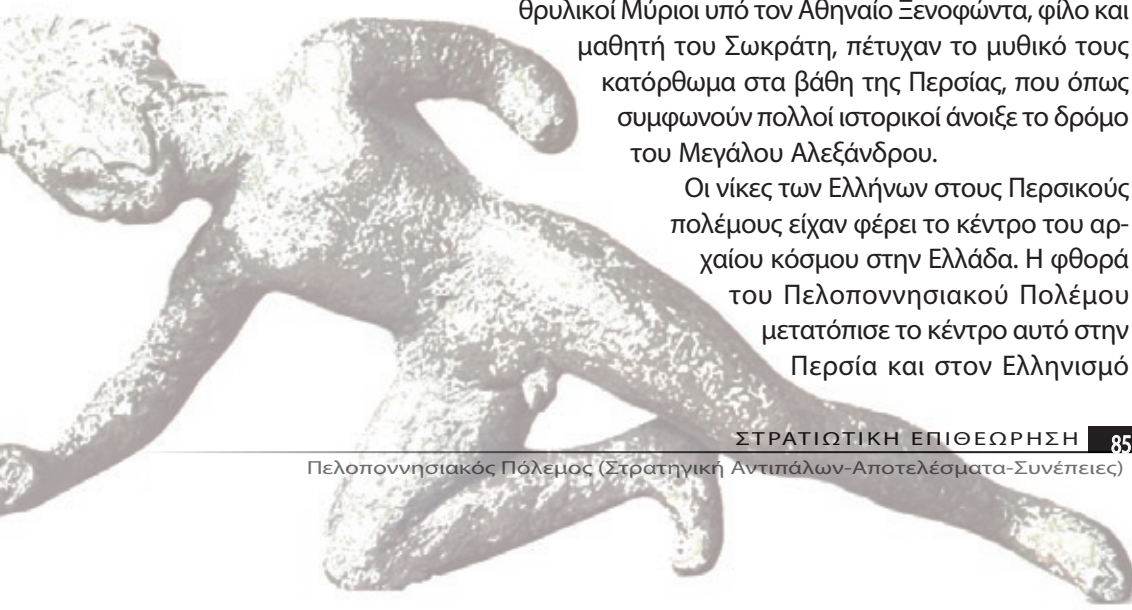 θρυλικοί Μύριοι υπό τον Αθηναίο Ξενοφώντα, φίλο και
μαθητή του Σωκράτη, πέτυχαν το μυθικό τους
κατόρθωμα στα βάθη της Περσίας, που όπως
συμφωνούν πολλοί ιστορικοί άνοιξε το δρόμο
του Μεγάλου Αλεξάνδρου.
Οι νίκες των Ελλήνων στους Περσικούς
πολέμους είχαν φέρει το κέντρο του αρ-
χαίου κόσμου στην Ελλάδα. Η φθορά
του Πελοποννησιακού Πολέμου
μετατόπισε το κέντρο αυτό στην
Περσία και στον Ελληνισμό
ΣΤΡΑΤΙΩΤΙΚΗ ΕΠΙΘΕΩΡΗΣΗ 85
Πελοποννησιακός Πόλεμος (Στρατηγική Αντιπάλων-Αποτελέσματα-Συνέπειες)